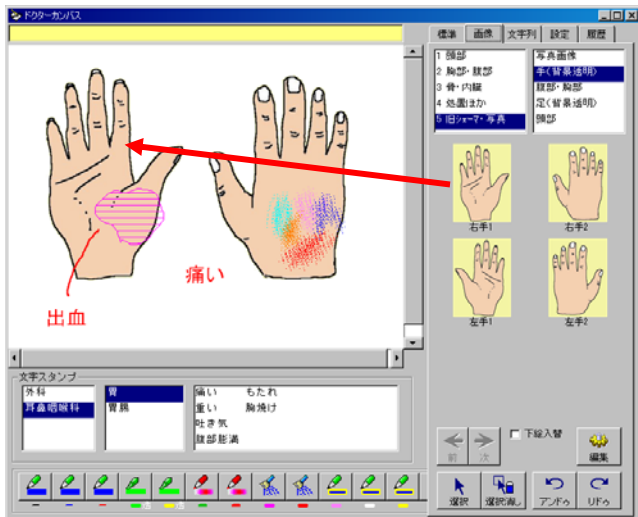 ドクターカンバス
標準 画像 文字列 設定 履歴
1 頭部
2 胸部・腹部
3 骨・内臓
4 処置ほか
5 旧シェーマ・写真
写真画像
手(背景透明)
腹部・胸部
足(背景透明)
頭部
右手1
右手2
左手1
左手2
痛い
出血
文字スタンプ
外科
耳鼻咽喉科
胃
胃腸
痛い もたれ
重い 胸焼け
吐き気
腹部膨満
前 次
下絵入替
編集
選択 選択消し アンドゥ リドゥ